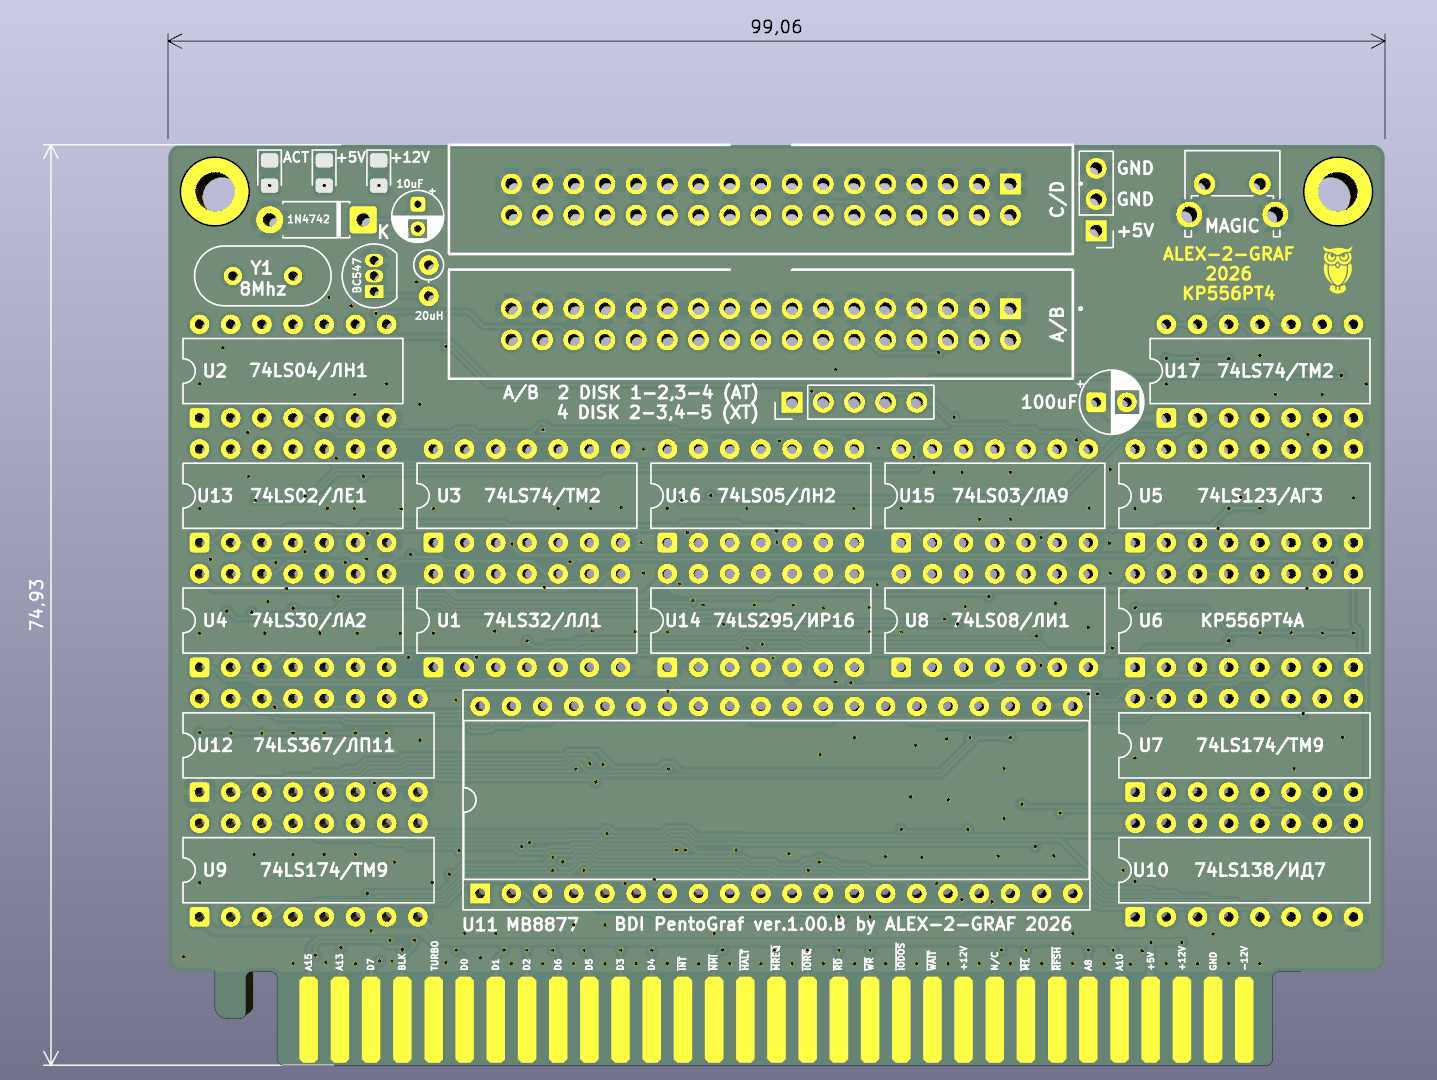 99,06
74,93
ACT
+5V
+12V
10uF
+
1N4742
K
C/D
GND
GND
+5V
MAGIC
ALEX-2-GRAF
2026
KP556PT4
Y1
8Mhz
BC547
20uH
A/B
U2 74LS04/ЛН1
U17 74LS74/ТМ2
A/B 2 DISK 1-2,3-4 (AT)
4 DISK 2-3,4-5 (XT)
+
100uF
U13 74LS02/ЛЕ1
U3 74LS74/ТМ2
U16 74LS05/ЛН2
U15 74LS03/ЛА9
U5 74LS123/АГ3
U4 74LS30/ЛА2
U1 74LS32/ЛЛ1
U14 74LS295/ИР16
U8 74LS08/ЛИ1
U6 KP556PT4A
U12 74LS367/ЛП11
U7 74LS174/ТМ9
U9 74LS174/ТМ9
U10 74LS138/ИД7
U11 MB8877
BDI PentoGraf ver.1.00.B by ALEX-2-GRAF 2026
A15
A13
D7
BLK
TURBO
D0
D1
D2
D6
D5
D3
D4
INT
NMI
HALT
MREQ
IORQ
RD
WR
IODOS
WAIT
+12V
N/C
M1
RFSH
A8
A10
+5V
+12V
GND
-12V